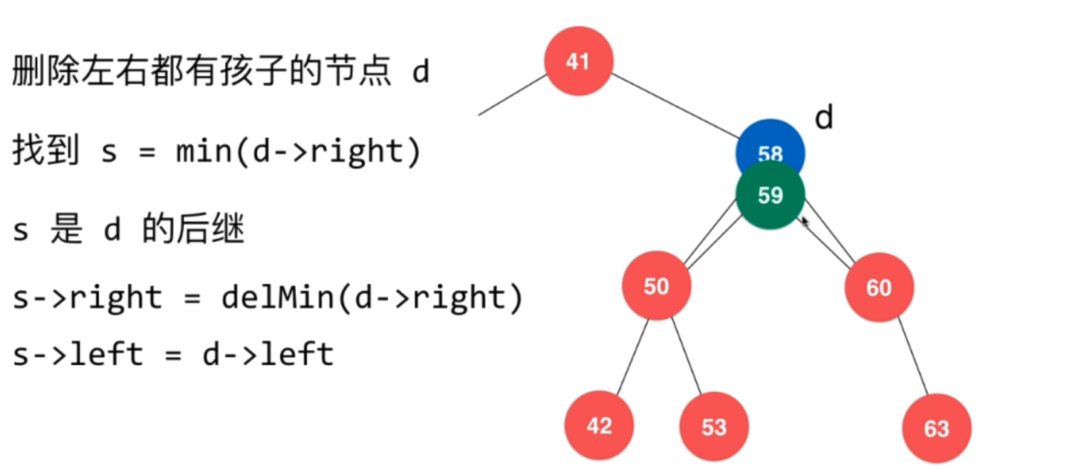 删除左右都有孩子的节点 d
找到 s = min(d->right)
s 是 d 的后继
s->right = delMin(d->right)
s->left = d->left
41
d
58
59
50
60
42
53
63